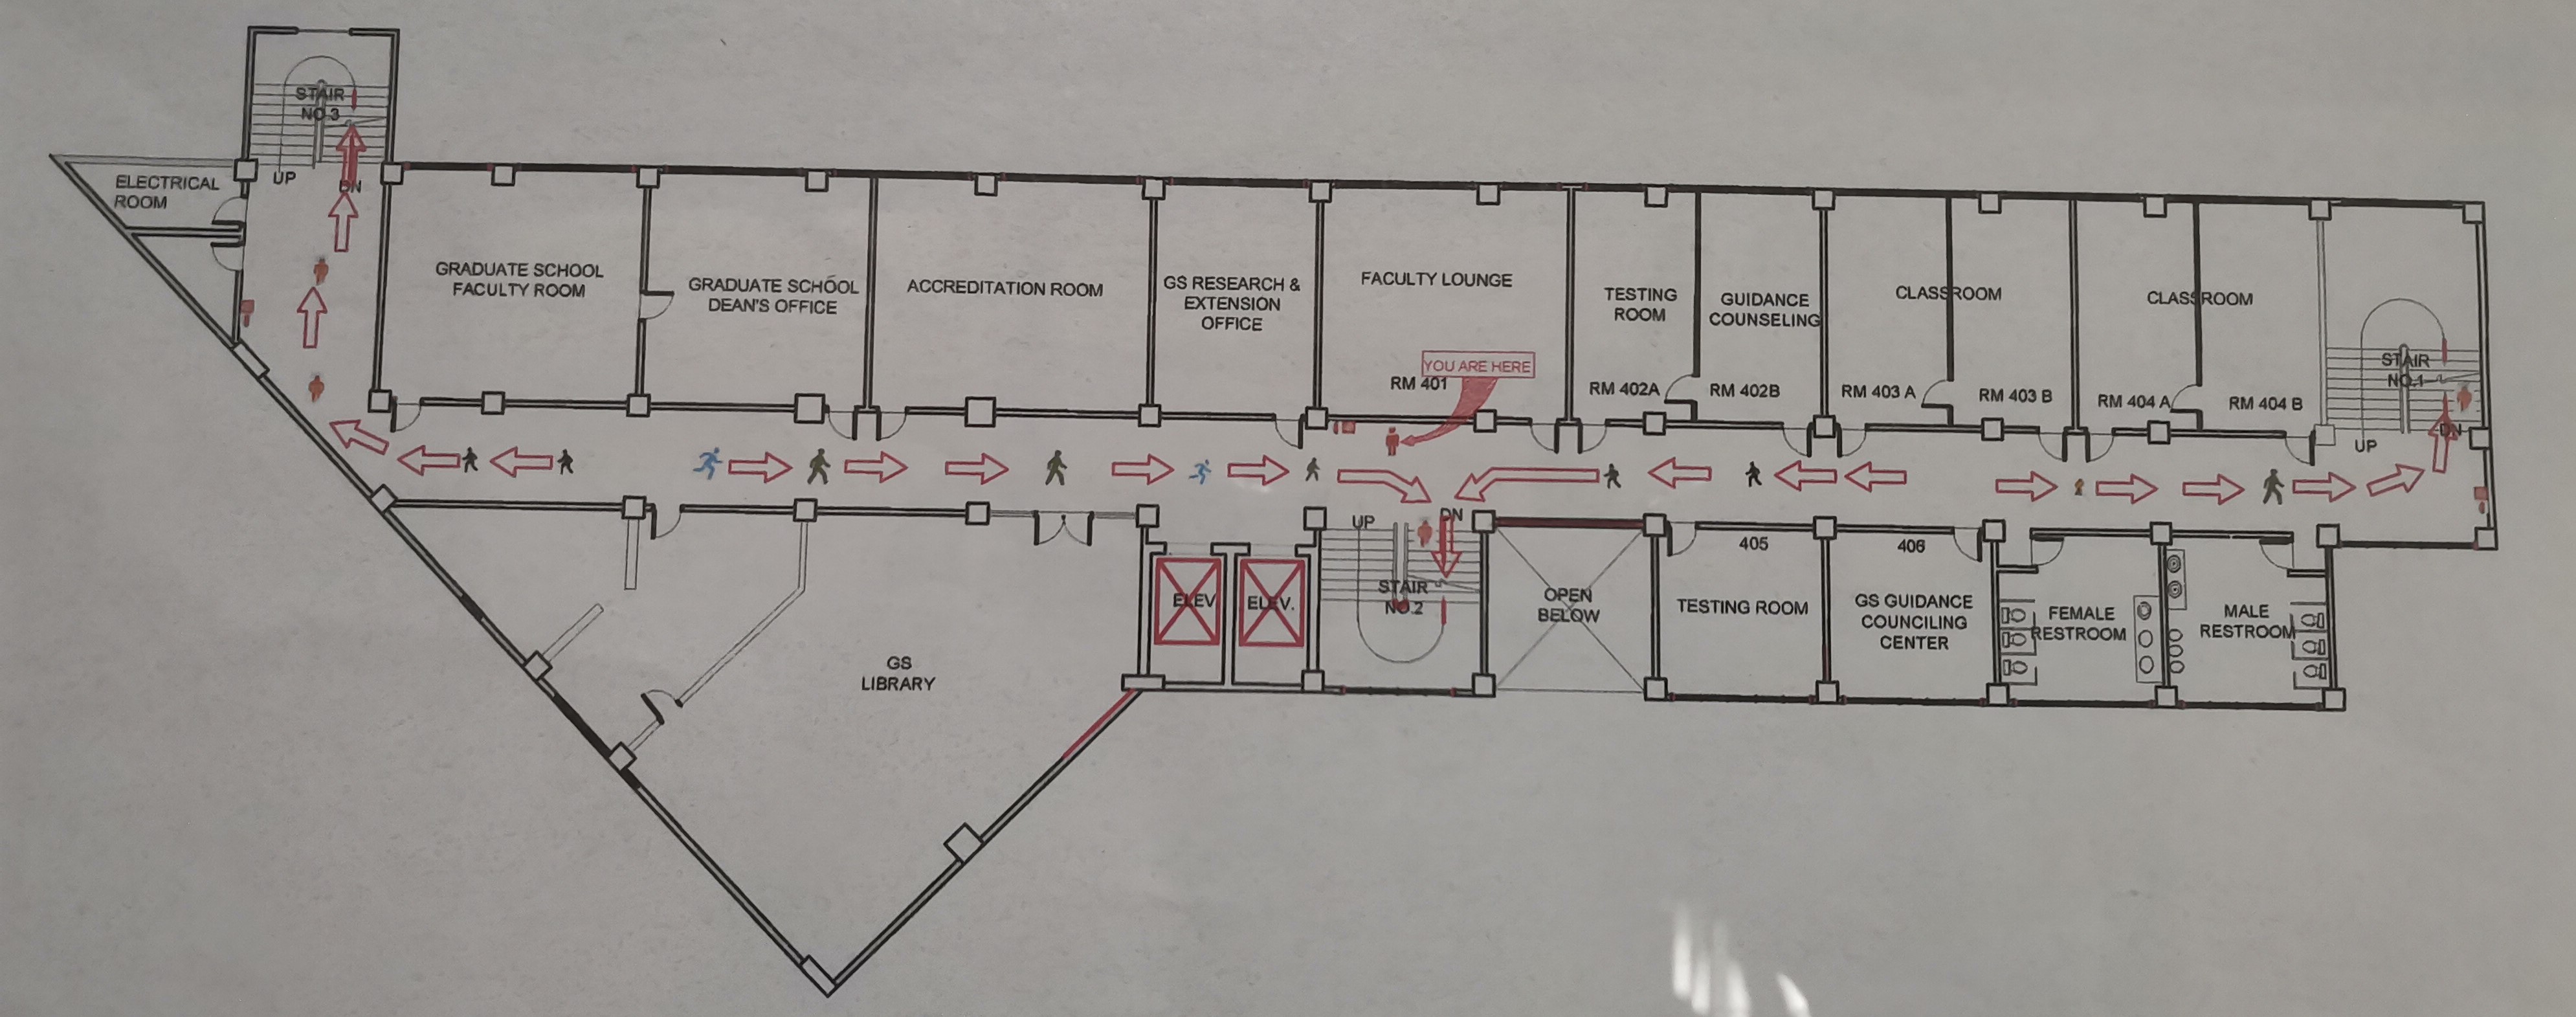 STAIR
NO.3
ELECTRICAL
ROOM
UP
DN
GRADUATE SCHOOL
FACULTY ROOM
GRADUATE SCHOOL
DEAN'S OFFICE
ACCREDITATION ROOM
GS RESEARCH &
EXTENSION
OFFICE
FACULTY LOUNGE
YOU ARE HERE
RM 401
TESTING
ROOM
RM 402A
GUIDANCE
COUNSELING
RM 402B
CLASSROOM
RM 403 A
RM 403 B
CLASSROOM
RM 404 A
RM 404 B
STAIR
NO.1
UP
DN
GS
LIBRARY
ELEV
ELEV.
UP
DN
STAIR
NO.2
OPEN
BELOW
405
TESTING ROOM
406
GS GUIDANCE
COUNCILING
CENTER
FEMALE
RESTROOM
MALE
RESTROOM